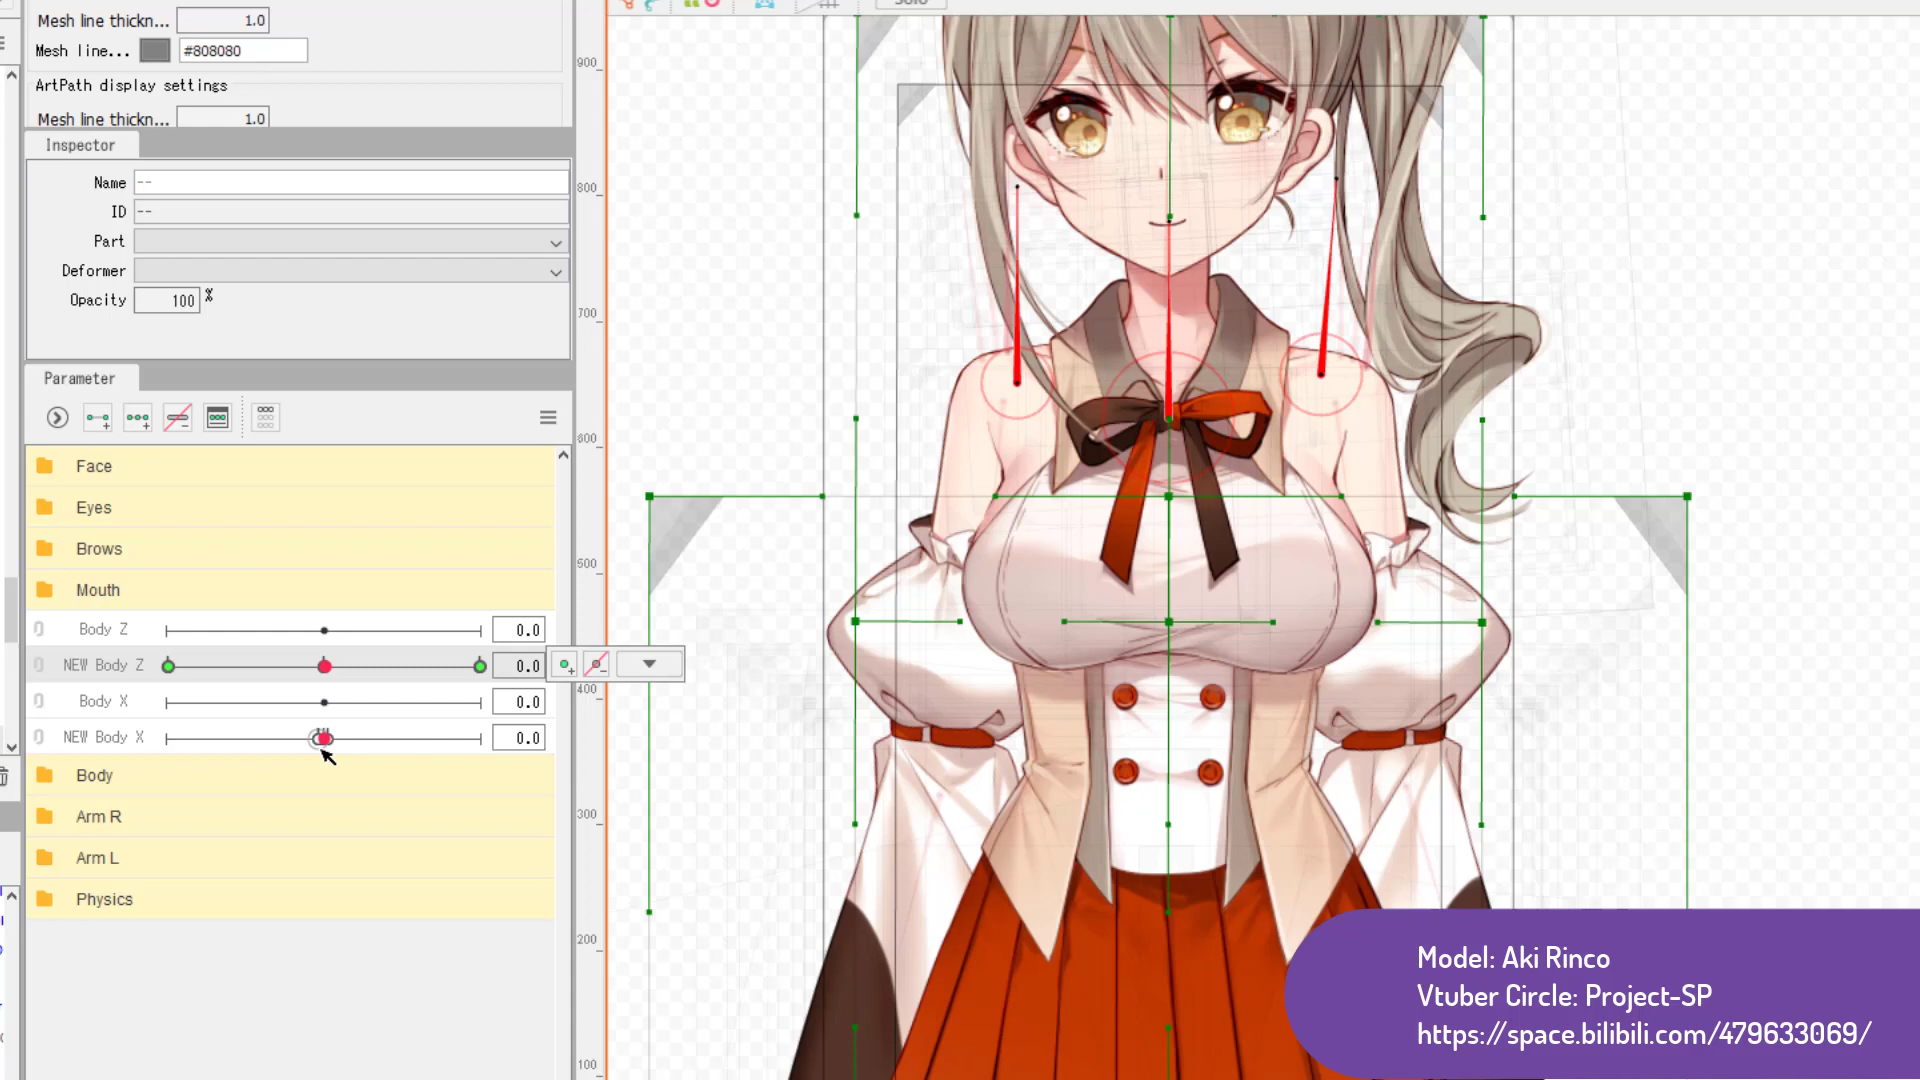 Mesh line thickn... 1.0
Mesh line... #808080
ArtPath display settings
Mesh line thickn... 1.0
Inspector
Name --
ID --
Part
Deformer
Opacity 100 %
Parameter
Face
Eyes
Brows
Mouth
Body Z 0.0
NEW Body Z 0.0
Body X 0.0
NEW Body X 0.0
Body
Arm R
Arm L
Physics
900
800
700
600
500
400
300
200
100
Model: Aki Rinco
Vtuber Circle: Project-SP
https://space.bilibili.com/479633069/